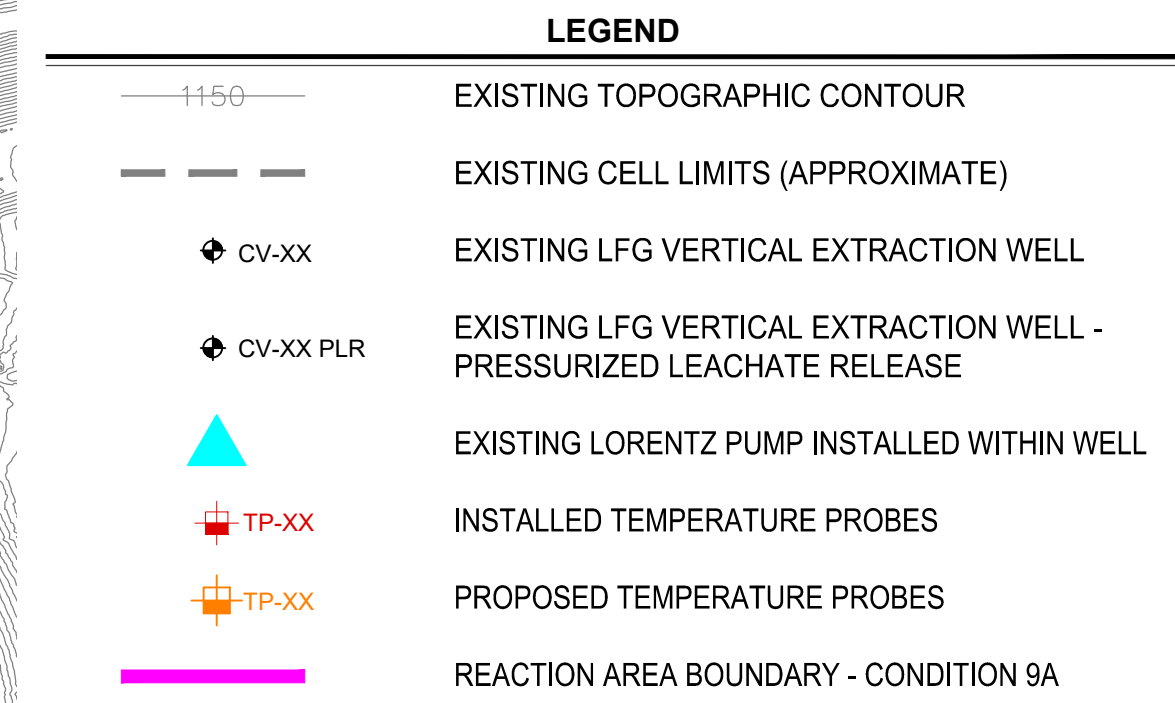 LEGEND
1150 EXISTING TOPOGRAPHIC CONTOUR
EXISTING CELL LIMITS (APPROXIMATE)
CV-XX EXISTING LFG VERTICAL EXTRACTION WELL
CV-XX PLR EXISTING LFG VERTICAL EXTRACTION WELL -
PRESSURIZED LEACHATE RELEASE
EXISTING LORENTZ PUMP INSTALLED WITHIN WELL
TP-XX INSTALLED TEMPERATURE PROBES
TP-XX PROPOSED TEMPERATURE PROBES
REACTION AREA BOUNDARY - CONDITION 9A